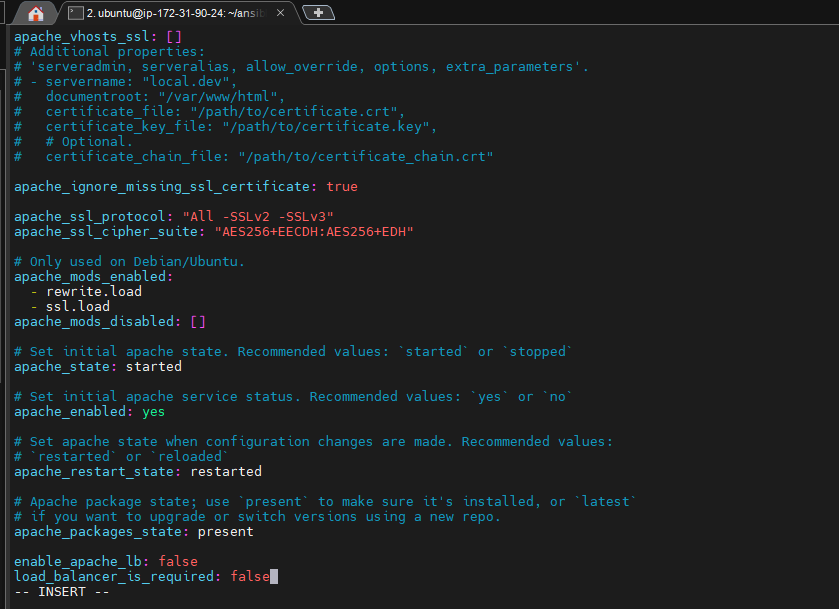 2. ubuntu@ip-172-31-90-24: ~/ansib
apache_vhosts_ssl: []
# Additional properties:
# 'serveradmin, serveralias, allow_override, options, extra_parameters'.
# - servername: "local.dev",
#   documentroot: "/var/www/html",
#   certificate_file: "/path/to/certificate.crt",
#   certificate_key_file: "/path/to/certificate.key",
#   # Optional.
#   certificate_chain_file: "/path/to/certificate_chain.crt"
apache_ignore_missing_ssl_certificate: true
apache_ssl_protocol: "All -SSLv2 -SSLv3"
apache_ssl_cipher_suite: "AES256+EECDH:AES256+EDH"
# Only used on Debian/Ubuntu.
apache_mods_enabled:
  - rewrite.load
  - ssl.load
apache_mods_disabled: []
# Set initial apache state. Recommended values: `started` or `stopped`
apache_state: started
# Set initial apache service status. Recommended values: `yes` or `no`
apache_enabled: yes
# Set apache state when configuration changes are made. Recommended values:
# `restarted` or `reloaded`
apache_restart_state: restarted
# Apache package state; use `present` to make sure it's installed, or `latest`
# if you want to upgrade or switch versions using a new repo.
apache_packages_state: present
enable_apache_lb: false
load_balancer_is_required: false
-- INSERT --